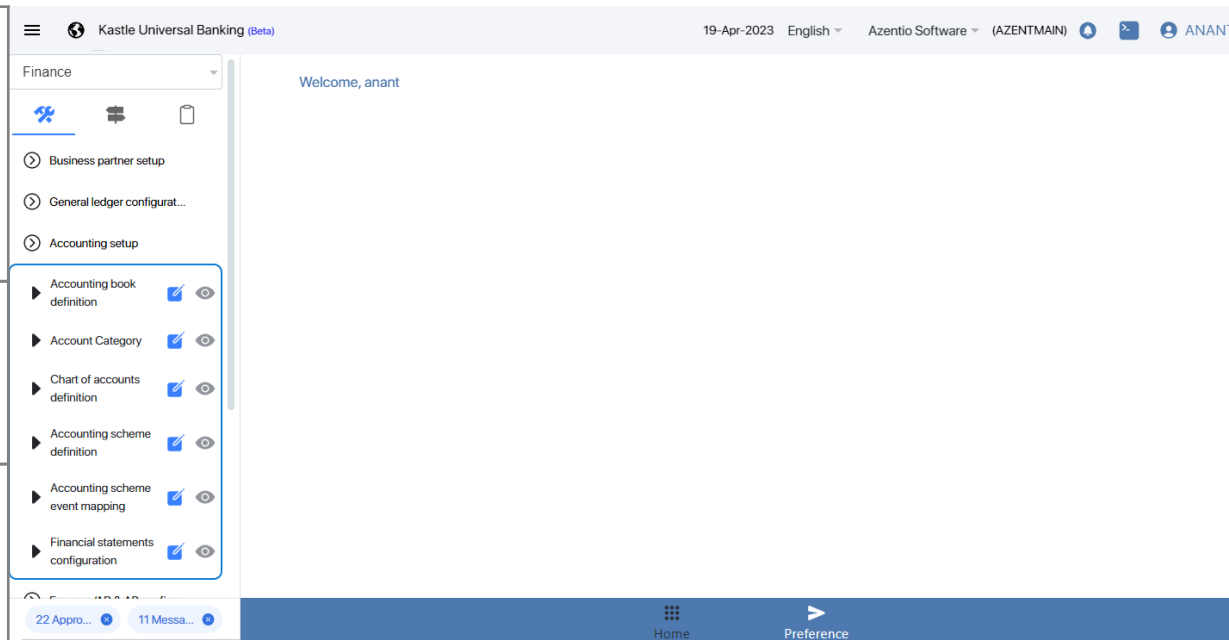 Kastle Universal Banking (Beta)
19-Apr-2023 English Azentio Software (AZENTMAIN) ANANT
Finance
Welcome, anant
Business partner setup
General ledger configurat...
Accounting setup
Accounting book
definition
Account Category
Chart of accounts
definition
Accounting scheme
definition
Accounting scheme
event mapping
Financial statements
configuration
22 Appro...
11 Messa...
Home
Preference